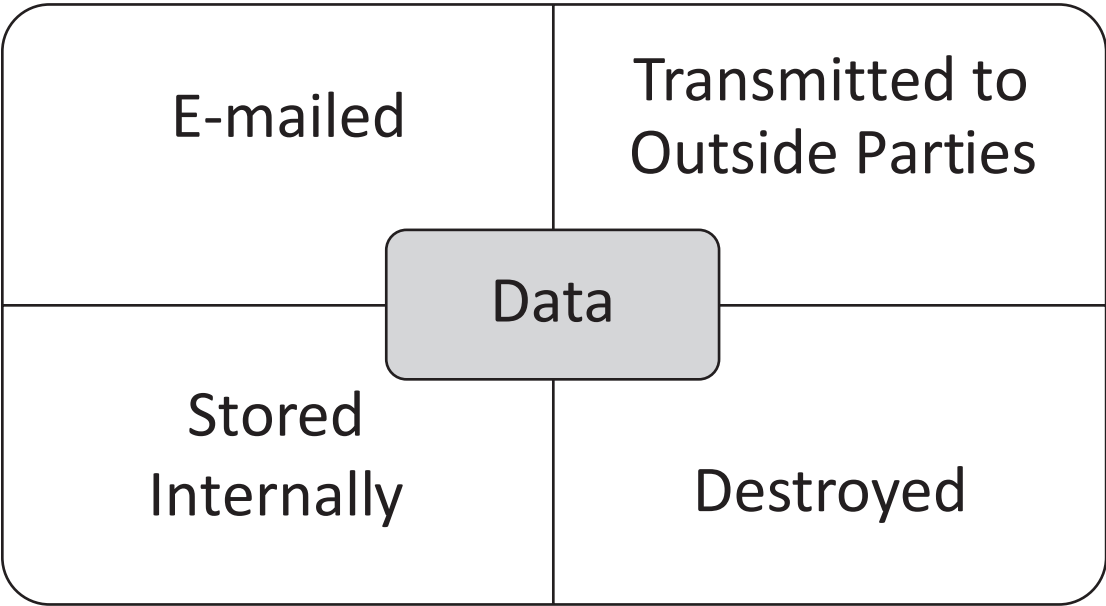 E-mailed
Transmitted to
Outside Parties
Data
Stored
Internally
Destroyed